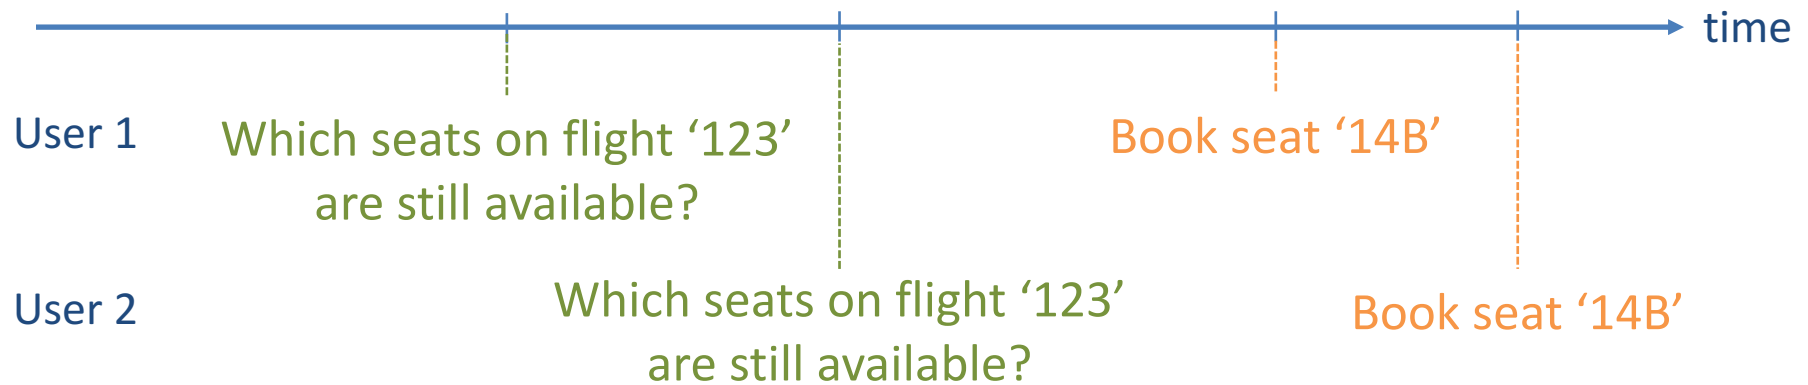 time
User 1
Which seats on flight ‘123’
are still available?
Book seat ‘14B’
User 2
Which seats on flight ‘123’
are still available?
Book seat ‘14B’